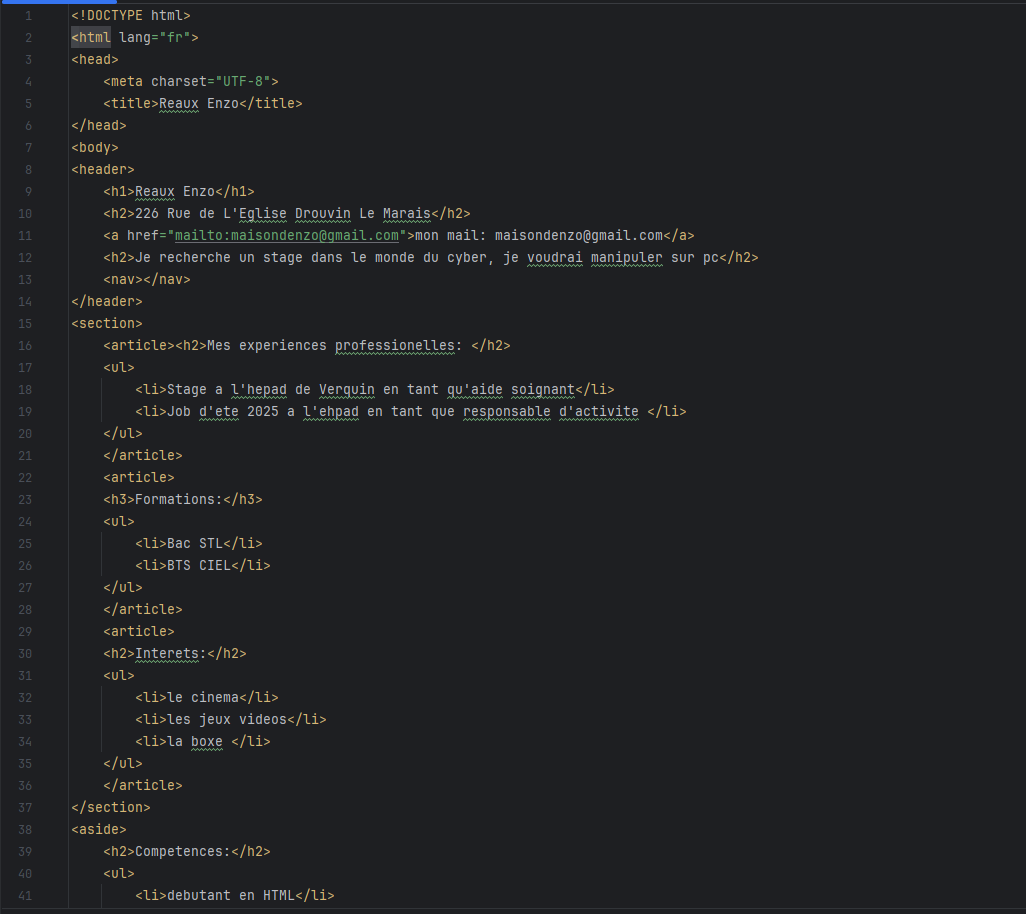 1 <!DOCTYPE html>
2 <html lang="fr">
3 <head>
4     <meta charset="UTF-8">
5     <title>Reaux Enzo</title>
6 </head>
7 <body>
8 <header>
9     <h1>Reaux Enzo</h1>
10     <h2>226 Rue de L'Eglise Drouvin Le Marais</h2>
11     <a href="mailto:maisondenzo@gmail.com">mon mail: maisondenzo@gmail.com</a>
12     <h2>Je recherche un stage dans le monde du cyber, je voudrai manipuler sur pc</h2>
13     <nav></nav>
14 </header>
15 <section>
16     <article><h2>Mes experiences professionelles: </h2>
17     <ul>
18         <li>Stage a l'hepad de Verquin en tant qu'aide soignant</li>
19         <li>Job d'ete 2025 a l'ehpad en tant que responsable d'activite </li>
20     </ul>
21     </article>
22     <article>
23     <h3>Formations:</h3>
24     <ul>
25         <li>Bac STL</li>
26         <li>BTS CIEL</li>
27     </ul>
28     </article>
29     <article>
30     <h2>Interets:</h2>
31     <ul>
32         <li>le cinema</li>
33         <li>les jeux videos</li>
34         <li>la boxe </li>
35     </ul>
36     </article>
37 </section>
38 <aside>
39     <h2>Competences:</h2>
40     <ul>
41         <li>debutant en HTML</li>